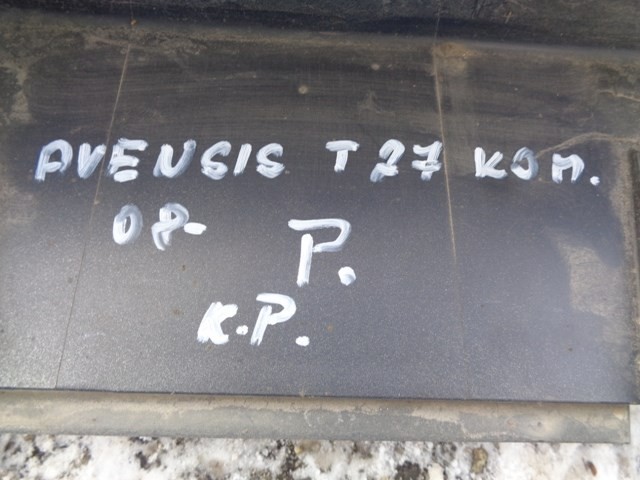 AVENSIS T27 KOM.
08-
P.
K.P.